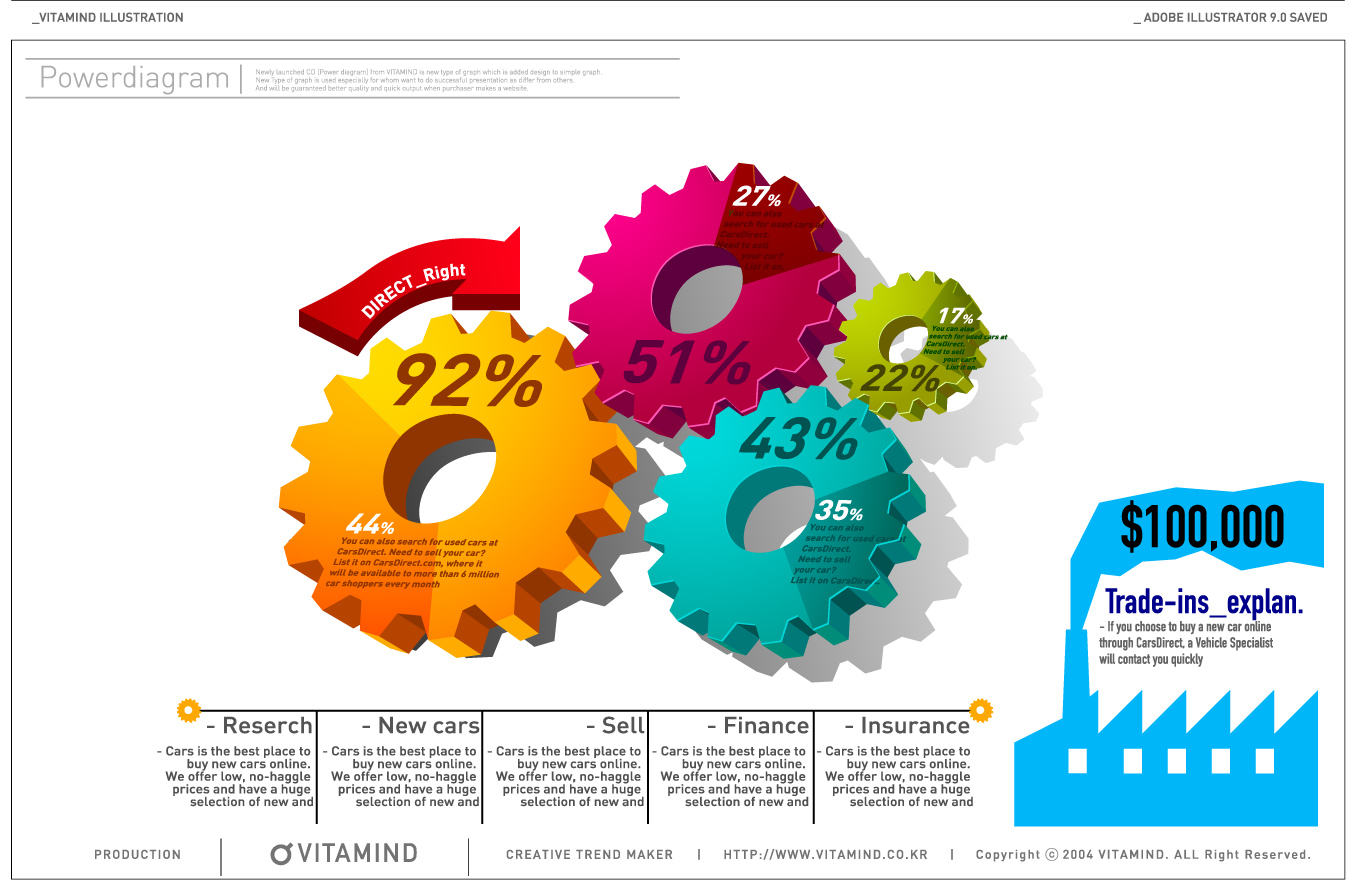 _VITAMIND ILLUSTRATION
_ ADOBE ILLUSTRATOR 9.0 SAVED
Powerdiagram
Newly launched CD (Power diagram) from VITAMIND is new type of graph which is added design to simple graph.
New Type of graph is used especially for whom want to do successful presentation as differ from others.
And will be guaranteed better quality and quick output when purchaser makes a website.
DIRECT_Right
27%
You can also
search for used cars at
CarsDirect.
Need to sell
your car?
List it on.
51%
17%
You can also
search for used cars at
CarsDirect.
Need to sell
your car?
List it on.
22%
92%
44%
You can also search for used cars at
CarsDirect. Need to sell your car?
List it on CarsDirect.com, where it
will be available to more than 6 million
car shoppers every month
43%
35%
You can also
search for used cars at
CarsDirect.
Need to sell
your car?
List it on CarsDirect.
$100,000
Trade-ins_explan.
- If you choose to buy a new car online
through CarsDirect, a Vehicle Specialist
will contact you quickly
- Reserch
- Cars is the best place to
buy new cars online.
We offer low, no-haggle
prices and have a huge
selection of new and
- New cars
- Cars is the best place to
buy new cars online.
We offer low, no-haggle
prices and have a huge
selection of new and
- Sell
- Cars is the best place to
buy new cars online.
We offer low, no-haggle
prices and have a huge
selection of new and
- Finance
- Cars is the best place to
buy new cars online.
We offer low, no-haggle
prices and have a huge
selection of new and
- Insurance
- Cars is the best place to
buy new cars online.
We offer low, no-haggle
prices and have a huge
selection of new and
PRODUCTION
VITAMIND
CREATIVE TREND MAKER | HTTP://WWW.VITAMIND.CO.KR | Copyright ⓒ 2004 VITAMIND. ALL Right Reserved.